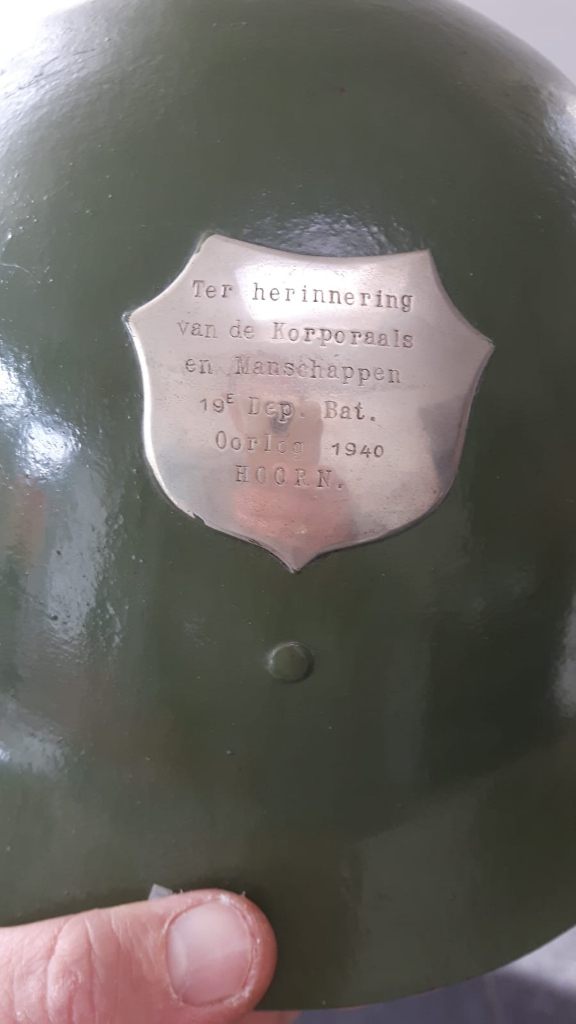 Ter herinnering
van de Korporaals
en Manschappen
19E Dep. Bat.
Oorlog 1940
HOORN.